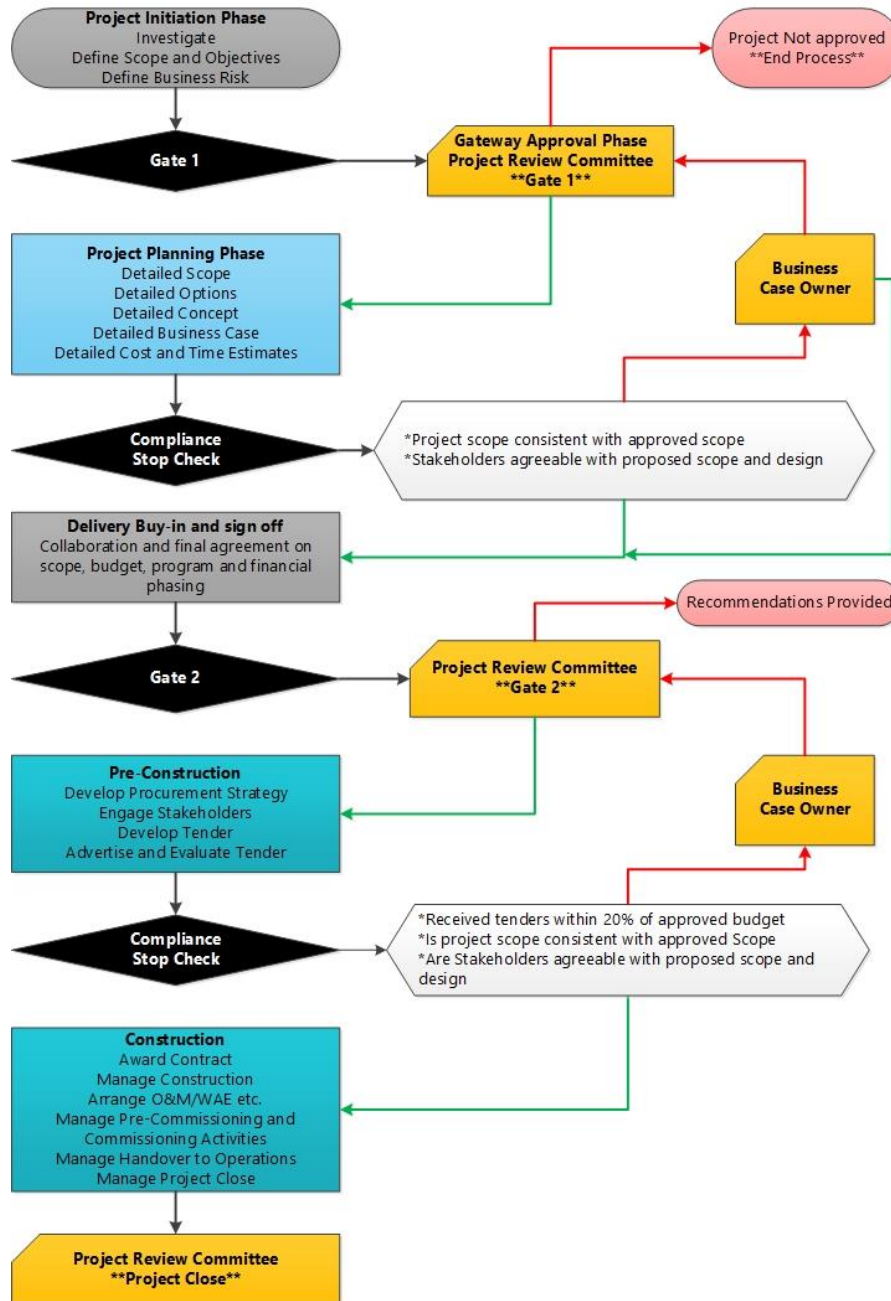 Project Initiation Phase
Investigate
Define Scope and Objectives
Define Business Risk
Project Not approved
**End Process**
Gate 1
Gateway Approval Phase
Project Review Committee
**Gate 1**
Project Planning Phase
Detailed Scope
Detailed Options
Detailed Concept
Detailed Business Case
Detailed Cost and Time Estimates
Business
Case Owner
Compliance
Stop Check
*Project scope consistent with approved scope
*Stakeholders agreeable with proposed scope and design
Delivery Buy-in and sign off
Collaboration and final agreement on
scope, budget, program and financial
phasing
Recommendations Provided
Gate 2
Project Review Committee
**Gate 2**
Pre-Construction
Develop Procurement Strategy
Engage Stakeholders
Develop Tender
Advertise and Evaluate Tender
Business
Case Owner
Compliance
Stop Check
*Received tenders within 20% of approved budget
*Is project scope consistent with approved Scope
*Are Stakeholders agreeable with proposed scope and
design
Construction
Award Contract
Manage Construction
Arrange O&M/WAE etc.
Manage Pre-Commissioning and
Commissioning Activities
Manage Handover to Operations
Manage Project Close
Project Review Committee
**Project Close**